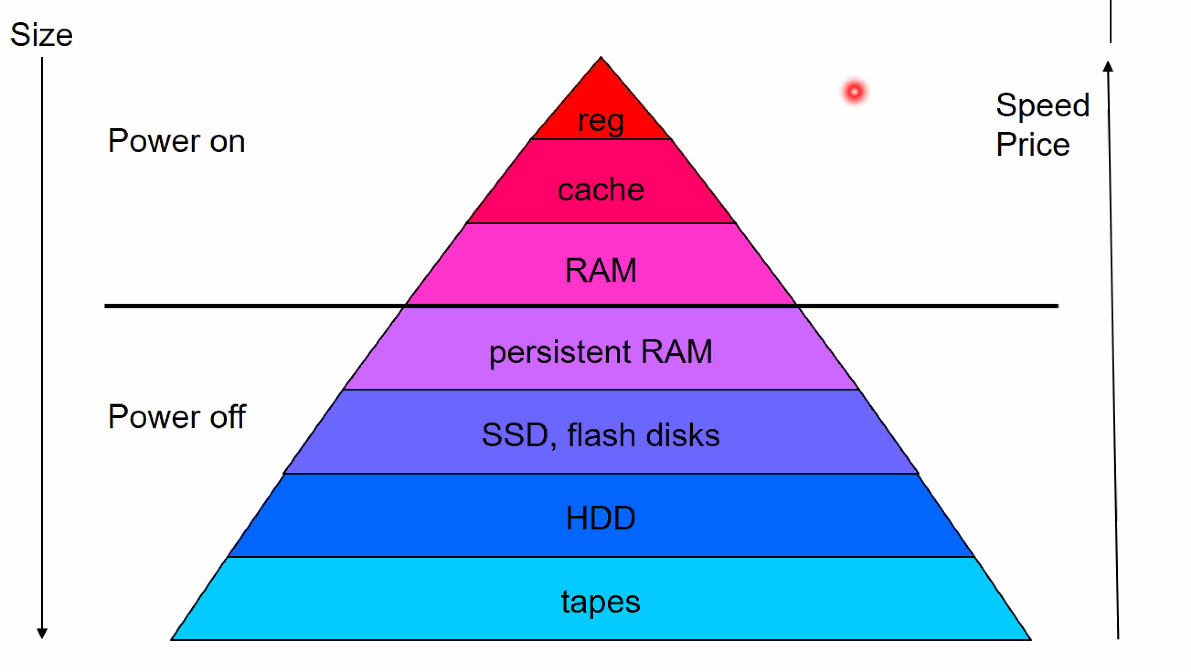 Size
Power on
Speed
Price
reg
cache
RAM
persistent RAM
Power off
SSD, flash disks
HDD
tapes